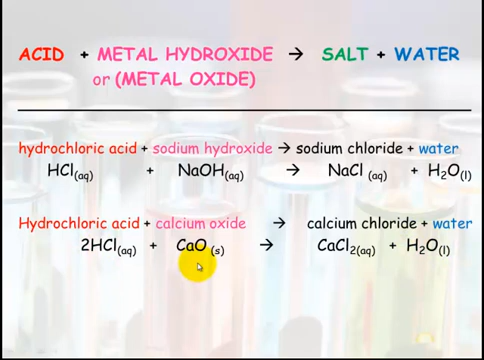 ACID + METAL HYDROXIDE → SALT + WATER
or (METAL OXIDE)
hydrochloric acid + sodium hydroxide → sodium chloride + water
HCl(aq) + NaOH(aq) → NaCl (aq) + H₂O(l)
Hydrochloric acid + calcium oxide → calcium chloride + water
2HCl(aq) + CaO (s) → CaCl₂(aq) + H₂O(l)